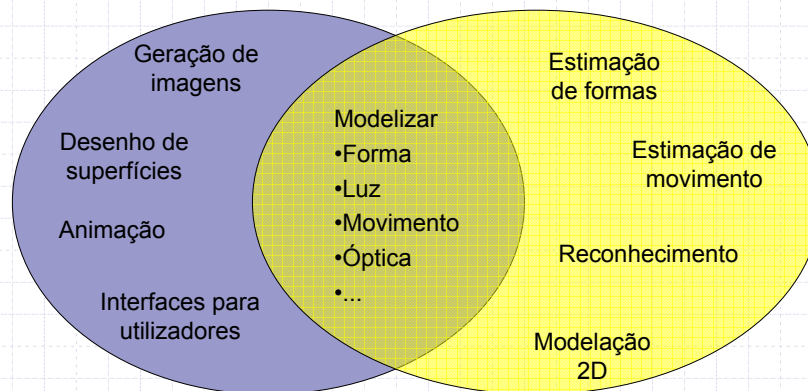 Geração de
imagens
Desenho de
superfícies
Animação
Interfaces para
utilizadores
Modelizar
•Forma
•Luz
•Movimento
•Óptica
•...
Estimação
de formas
Estimação de
movimento
Reconhecimento
Modelação
2D